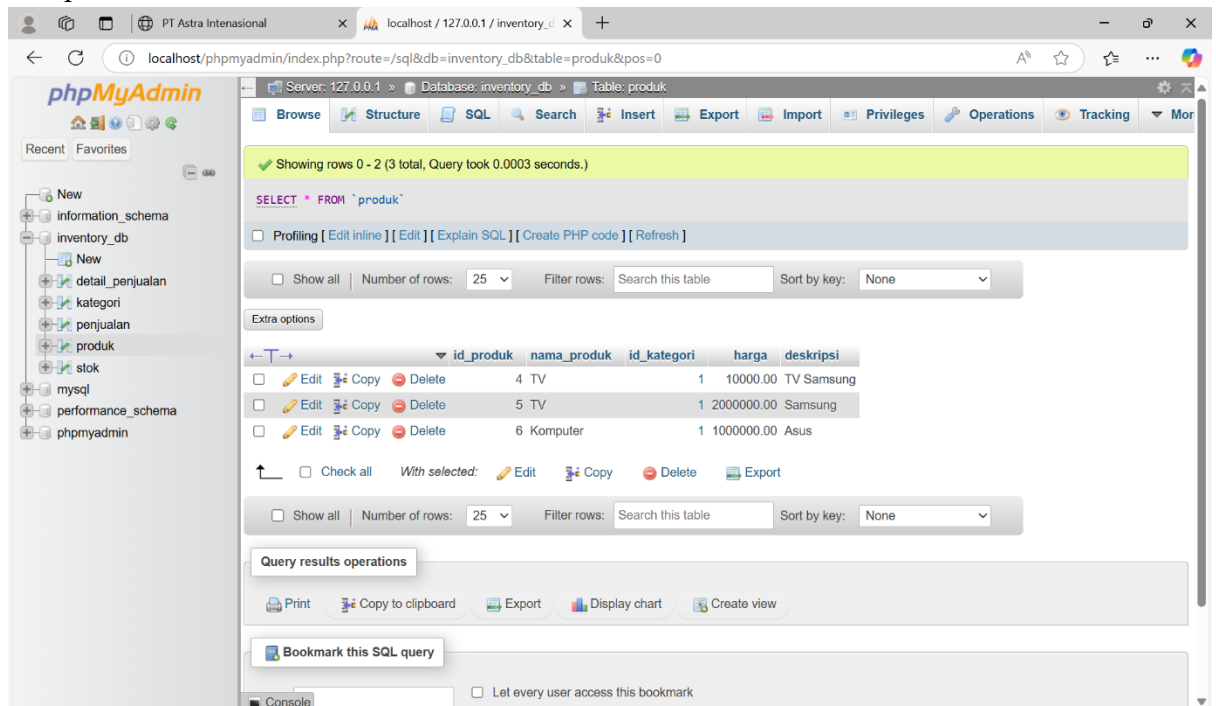 PT Astra Intenasional
localhost / 127.0.0.1 / inventory_d
localhost/phpmyadmin/index.php?route=/sql&db=inventory_db&table=produk&pos=0
phpMyAdmin
Recent Favorites
New
information_schema
inventory_db
New
detail_penjualan
kategori
penjualan
produk
stok
mysql
performance_schema
phpmyadmin
Server: 127.0.0.1 » Database: inventory_db » Table: produk
Browse Structure SQL Search Insert Export Import Privileges Operations Tracking Mor
Showing rows 0 - 2 (3 total, Query took 0.0003 seconds.)
SELECT * FROM `produk`
Profiling [ Edit inline ] [ Edit ] [ Explain SQL ] [ Create PHP code ] [ Refresh ]
Show all | Number of rows: 25 Filter rows: Search this table Sort by key: None
Extra options
id_produk nama_produk id_kategori harga deskripsi
Edit Copy Delete 4 TV 1 10000.00 TV Samsung
Edit Copy Delete 5 TV 1 2000000.00 Samsung
Edit Copy Delete 6 Komputer 1 1000000.00 Asus
Check all With selected: Edit Copy Delete Export
Show all | Number of rows: 25 Filter rows: Search this table Sort by key: None
Query results operations
Print Copy to clipboard Export Display chart Create view
Bookmark this SQL query
Let every user access this bookmark
Console